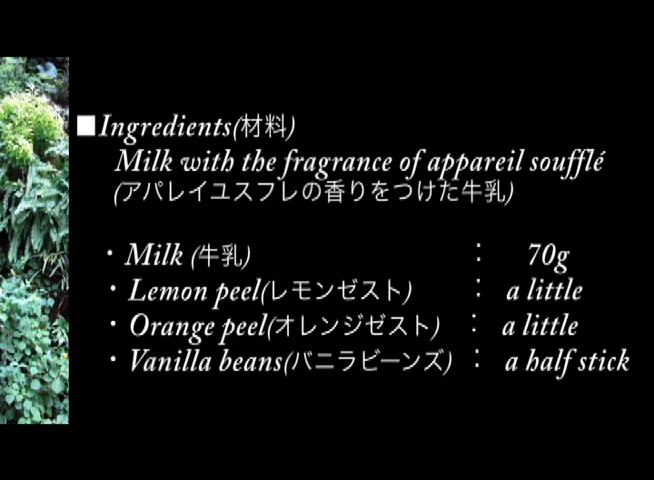 ■Ingredients(材料)
Milk with the fragrance of appareil soufflé
(アパレイユスフレの香りをつけた牛乳)
・Milk (牛乳) : 70g
・Lemon peel(レモンゼスト) : a little
・Orange peel(オレンジゼスト) : a little
・Vanilla beans(バニラビーンズ) : a half stick